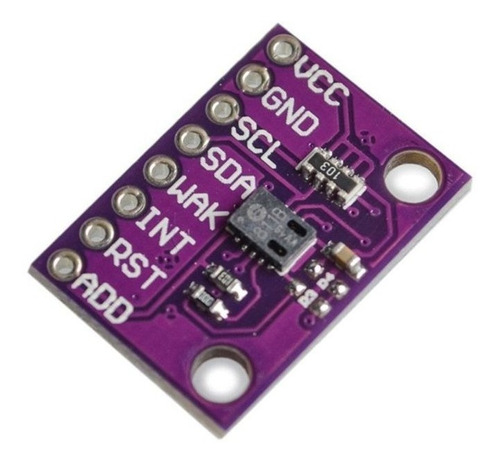 VCC
GND
SCL
SDA
WAK
INT
RST
ADD
103